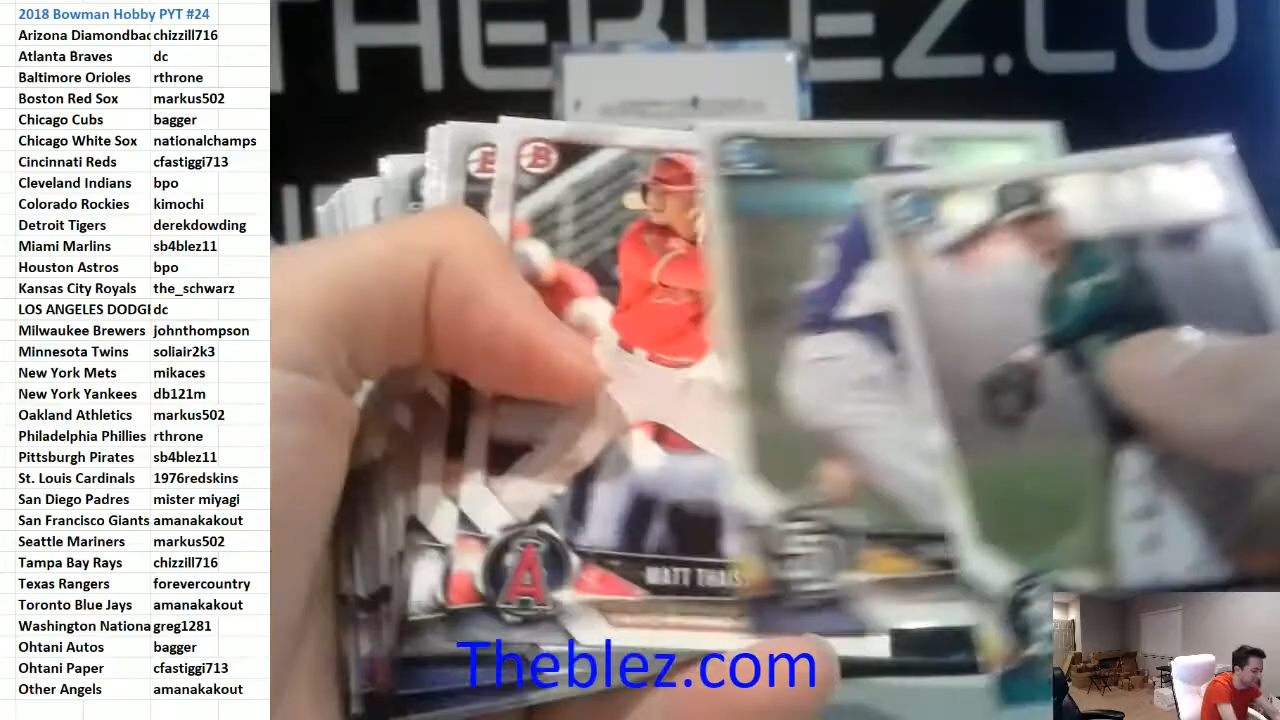 2018 Bowman Hobby PYT #24
Arizona Diamondbac chizzill716
Atlanta Braves dc
Baltimore Orioles rthrone
Boston Red Sox markus502
Chicago Cubs bagger
Chicago White Sox nationalchamps
Cincinnati Reds cfastiggi713
Cleveland Indians bpo
Colorado Rockies kimochi
Detroit Tigers derekdowding
Miami Marlins sb4blez11
Houston Astros bpo
Kansas City Royals the_schwarz
LOS ANGELES DODGE dc
Milwaukee Brewers johnthompson
Minnesota Twins soliair2k3
New York Mets mikaces
New York Yankees db121m
Oakland Athletics markus502
Philadelphia Phillies rthrone
Pittsburgh Pirates sb4blez11
St. Louis Cardinals 1976redskins
San Diego Padres mister miyagi
San Francisco Giants amanakakout
Seattle Mariners markus502
Tampa Bay Rays chizzill716
Texas Rangers forevercountry
Toronto Blue Jays amanakakout
Washington Nationa greg1281
Ohtani Autos bagger
Ohtani Paper cfastiggi713
Other Angels amanakakout
THEBLEZ.CO
B
B
A
MATT THAIS
Theblez.com